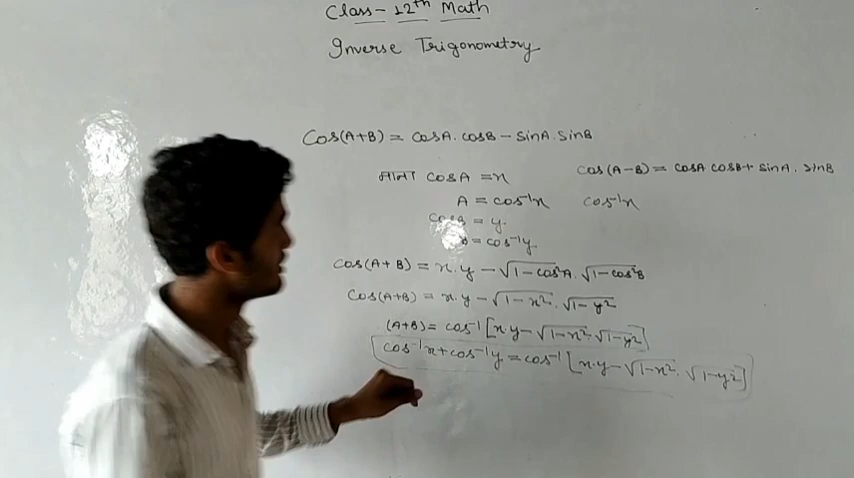 Class - 12th Math
Inverse Trigonometry
Cos(A+B) = cosA. cosB - sinA. sinB
माना cosA = x
cos(A-B) = cosA cosB + sinA. sinB
A = cos⁻¹x
cos⁻¹x
cosB = y.
B = cos⁻¹y
cos(A+B) = x.y - √1-cos²A . √1-cos²B
Cos(A+B) = x.y - √1-x² . √1-y²
(A+B) = cos⁻¹[x.y - √1-x² √1-y²]
cos⁻¹x + cos⁻¹y = cos⁻¹[x.y - √1-x² . √1-y²]